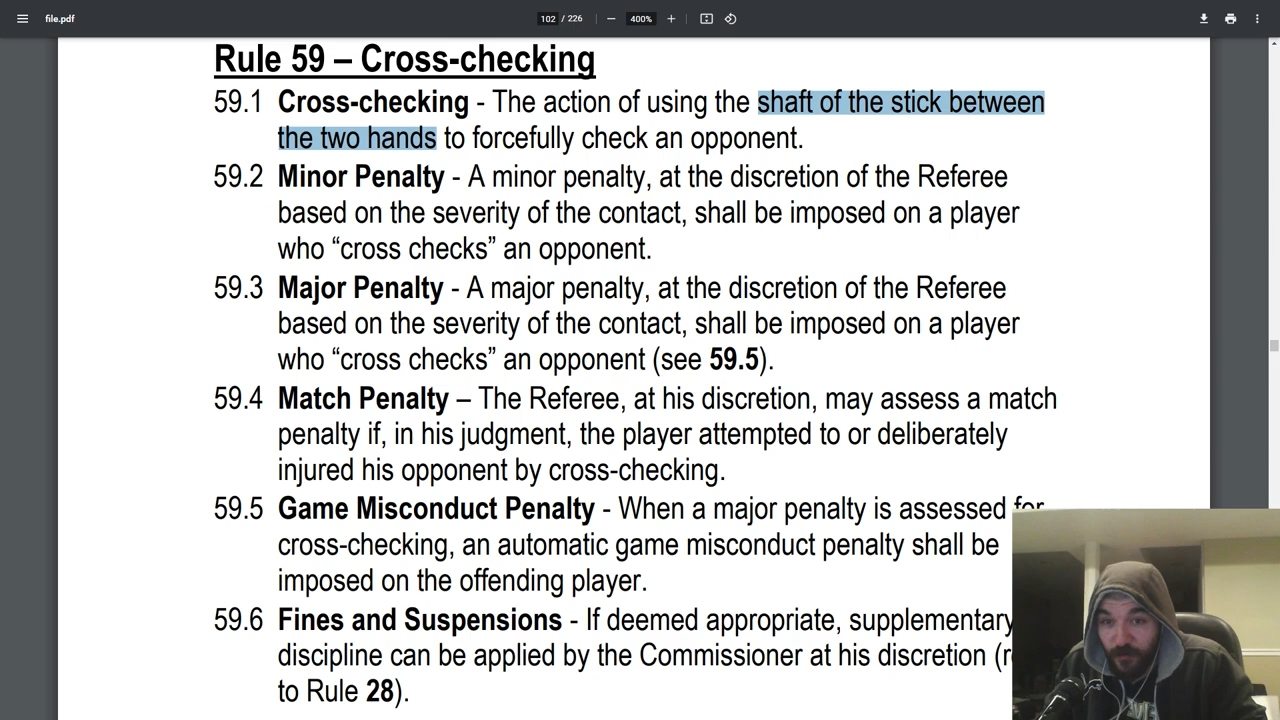 file.pdf
102 / 226
400%
Rule 59 – Cross-checking
59.1 Cross-checking - The action of using the shaft of the stick between
the two hands to forcefully check an opponent.
59.2 Minor Penalty - A minor penalty, at the discretion of the Referee
based on the severity of the contact, shall be imposed on a player
who “cross checks” an opponent.
59.3 Major Penalty - A major penalty, at the discretion of the Referee
based on the severity of the contact, shall be imposed on a player
who “cross checks” an opponent (see 59.5).
59.4 Match Penalty – The Referee, at his discretion, may assess a match
penalty if, in his judgment, the player attempted to or deliberately
injured his opponent by cross-checking.
59.5 Game Misconduct Penalty - When a major penalty is assessed for
cross-checking, an automatic game misconduct penalty shall be
imposed on the offending player.
59.6 Fines and Suspensions - If deemed appropriate, supplementary
discipline can be applied by the Commissioner at his discretion
to Rule 28).